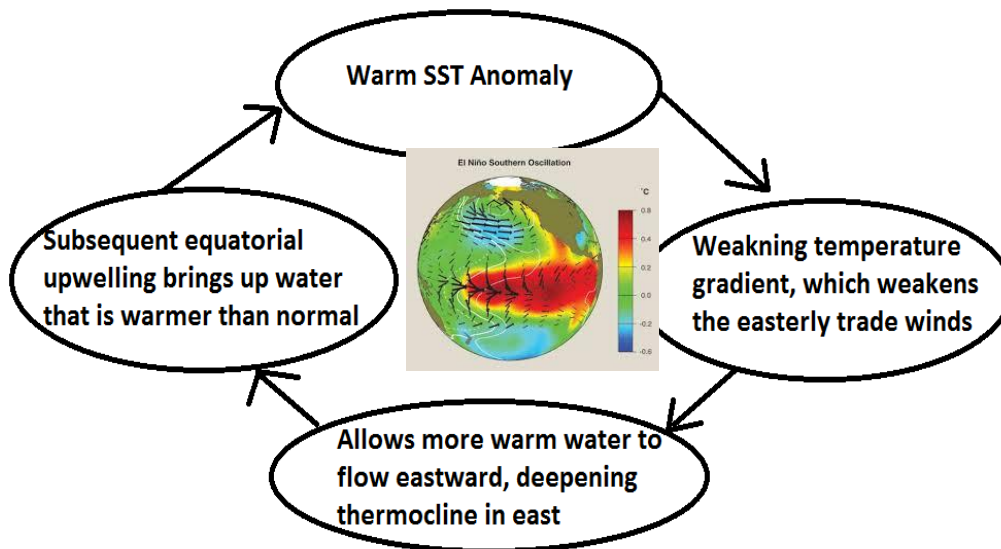 Warm SST Anomaly
El Niño Southern Oscillation
°C
0.8
0.4
0.2
0.0
-0.2
-0.4
-0.6
Subsequent equatorial
upwelling brings up water
that is warmer than normal
Weakning temperature
gradient, which weakens
the easterly trade winds
Allows more warm water to
flow eastward, deepening
thermocline in east